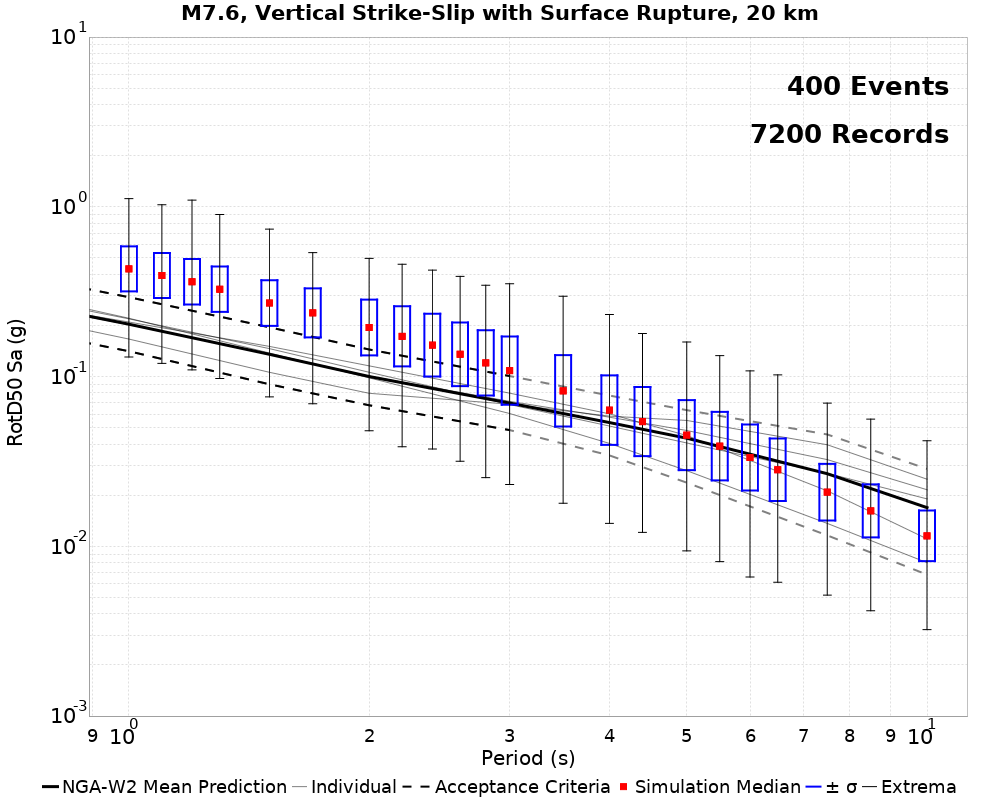 M7.6, Vertical Strike-Slip with Surface Rupture, 20 km
400 Events
7200 Records
RotD50 Sa (g)
10^1
10^0
10^-1
10^-2
10^-3
9 10^0 2 3 4 5 6 7 8 9 10^1
Period (s)
NGA-W2 Mean Prediction Individual Acceptance Criteria Simulation Median ± σ Extrema